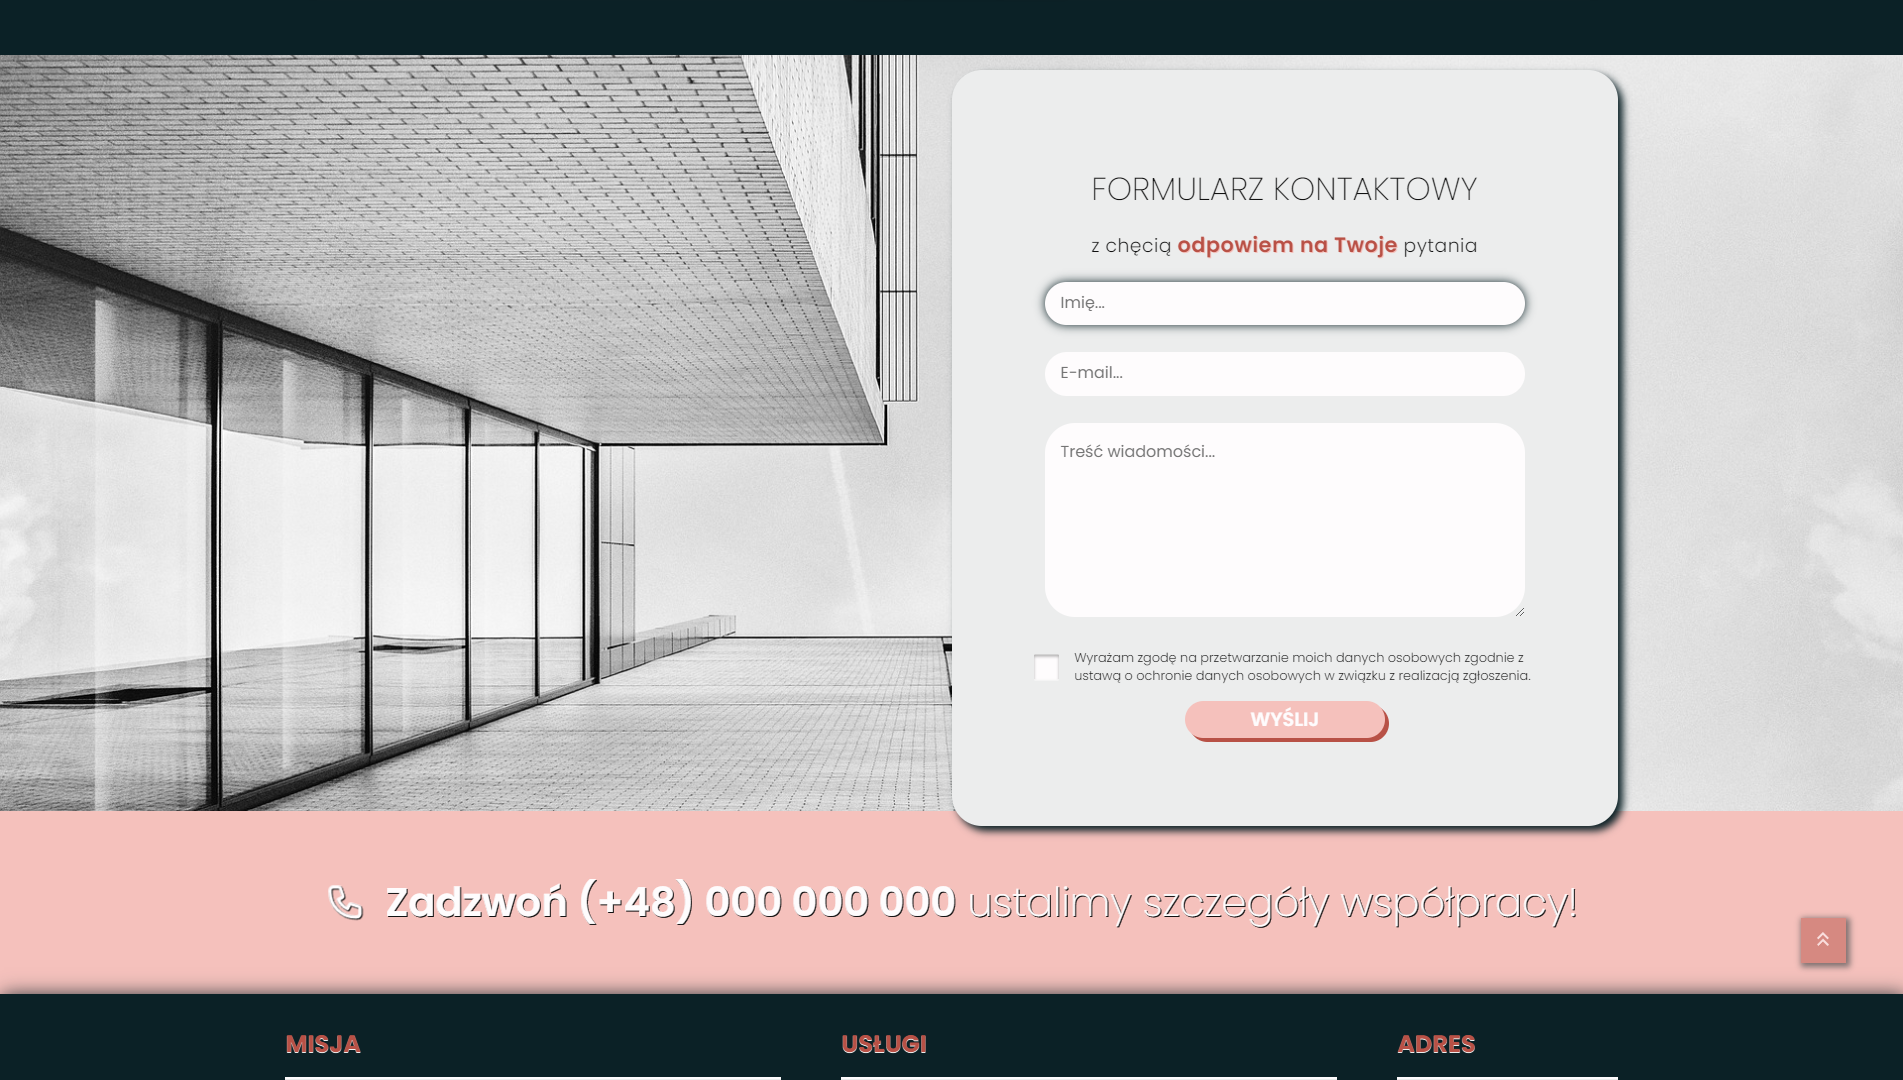 FORMULARZ KONTAKTOWY
z chęcią odpowiem na Twoje pytania
Imię...
E-mail...
Treść wiadomości...
Wyrażam zgodę na przetwarzanie moich danych osobowych zgodnie z
ustawą o ochronie danych osobowych w związku z realizacją zgłoszenia.
WYŚLIJ
Zadzwoń (+48) 000 000 000 ustalimy szczegóły współpracy!
MISJA
USŁUGI
ADRES